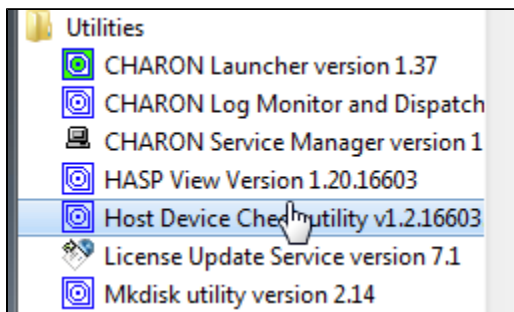 Utilities
CHARON Launcher version 1.37
CHARON Log Monitor and Dispatch
CHARON Service Manager version 1
HASP View Version 1.20.16603
Host Device Check utility v1.2.16603
License Update Service version 7.1
Mkdisk utility version 2.14